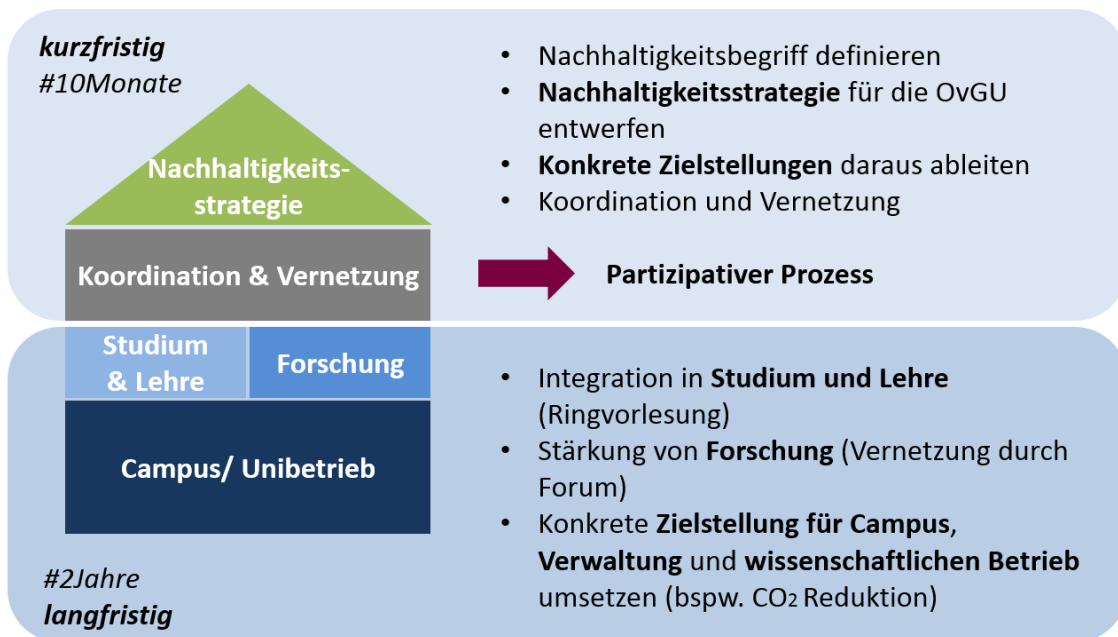 kurzfristig
#10Monate
Nachhaltigkeits-
strategie
Koordination & Vernetzung
• Nachhaltigkeitsbegriff definieren
• Nachhaltigkeitsstrategie für die OvGU
entwerfen
• Konkrete Zielstellungen daraus ableiten
• Koordination und Vernetzung
Partizipativer Prozess
Studium
& Lehre
Forschung
Campus/ Unibetrieb
#2Jahre
langfristig
• Integration in Studium und Lehre
(Ringvorlesung)
• Stärkung von Forschung (Vernetzung durch
Forum)
• Konkrete Zielstellung für Campus,
Verwaltung und wissenschaftlichen Betrieb
umsetzen (bspw. CO2 Reduktion)